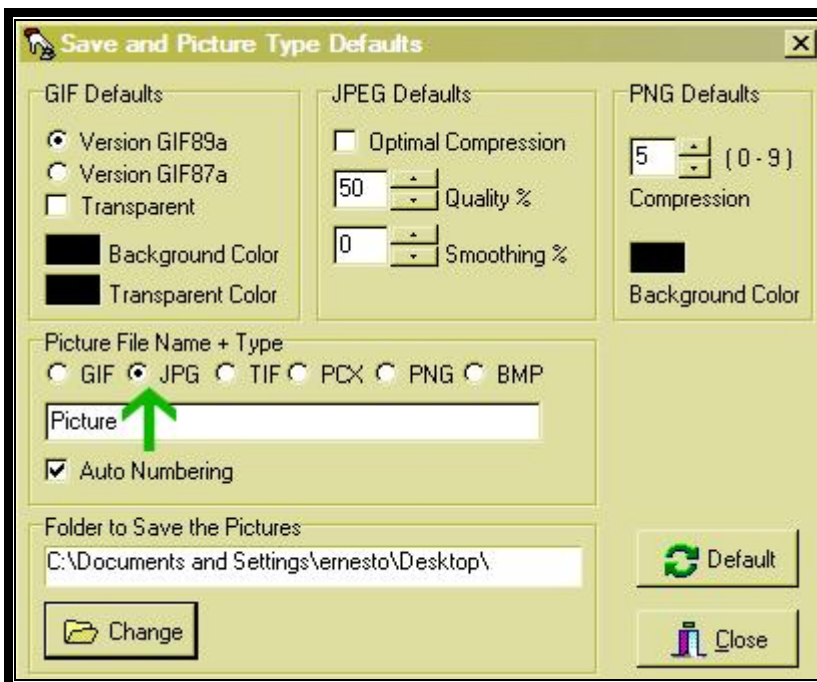 Save and Picture Type Defaults
GIF Defaults
Version GIF89a
Version GIF87a
Transparent
Background Color
Transparent Color
JPEG Defaults
Optimal Compression
50 Quality %
0 Smoothing %
PNG Defaults
5 ( 0 - 9 )
Compression
Background Color
Picture File Name + Type
GIF JPG TIF PCX PNG BMP
Picture
Auto Numbering
Folder to Save the Pictures
C:\Documents and Settings\ernesto\Desktop\
Change
Default
Close